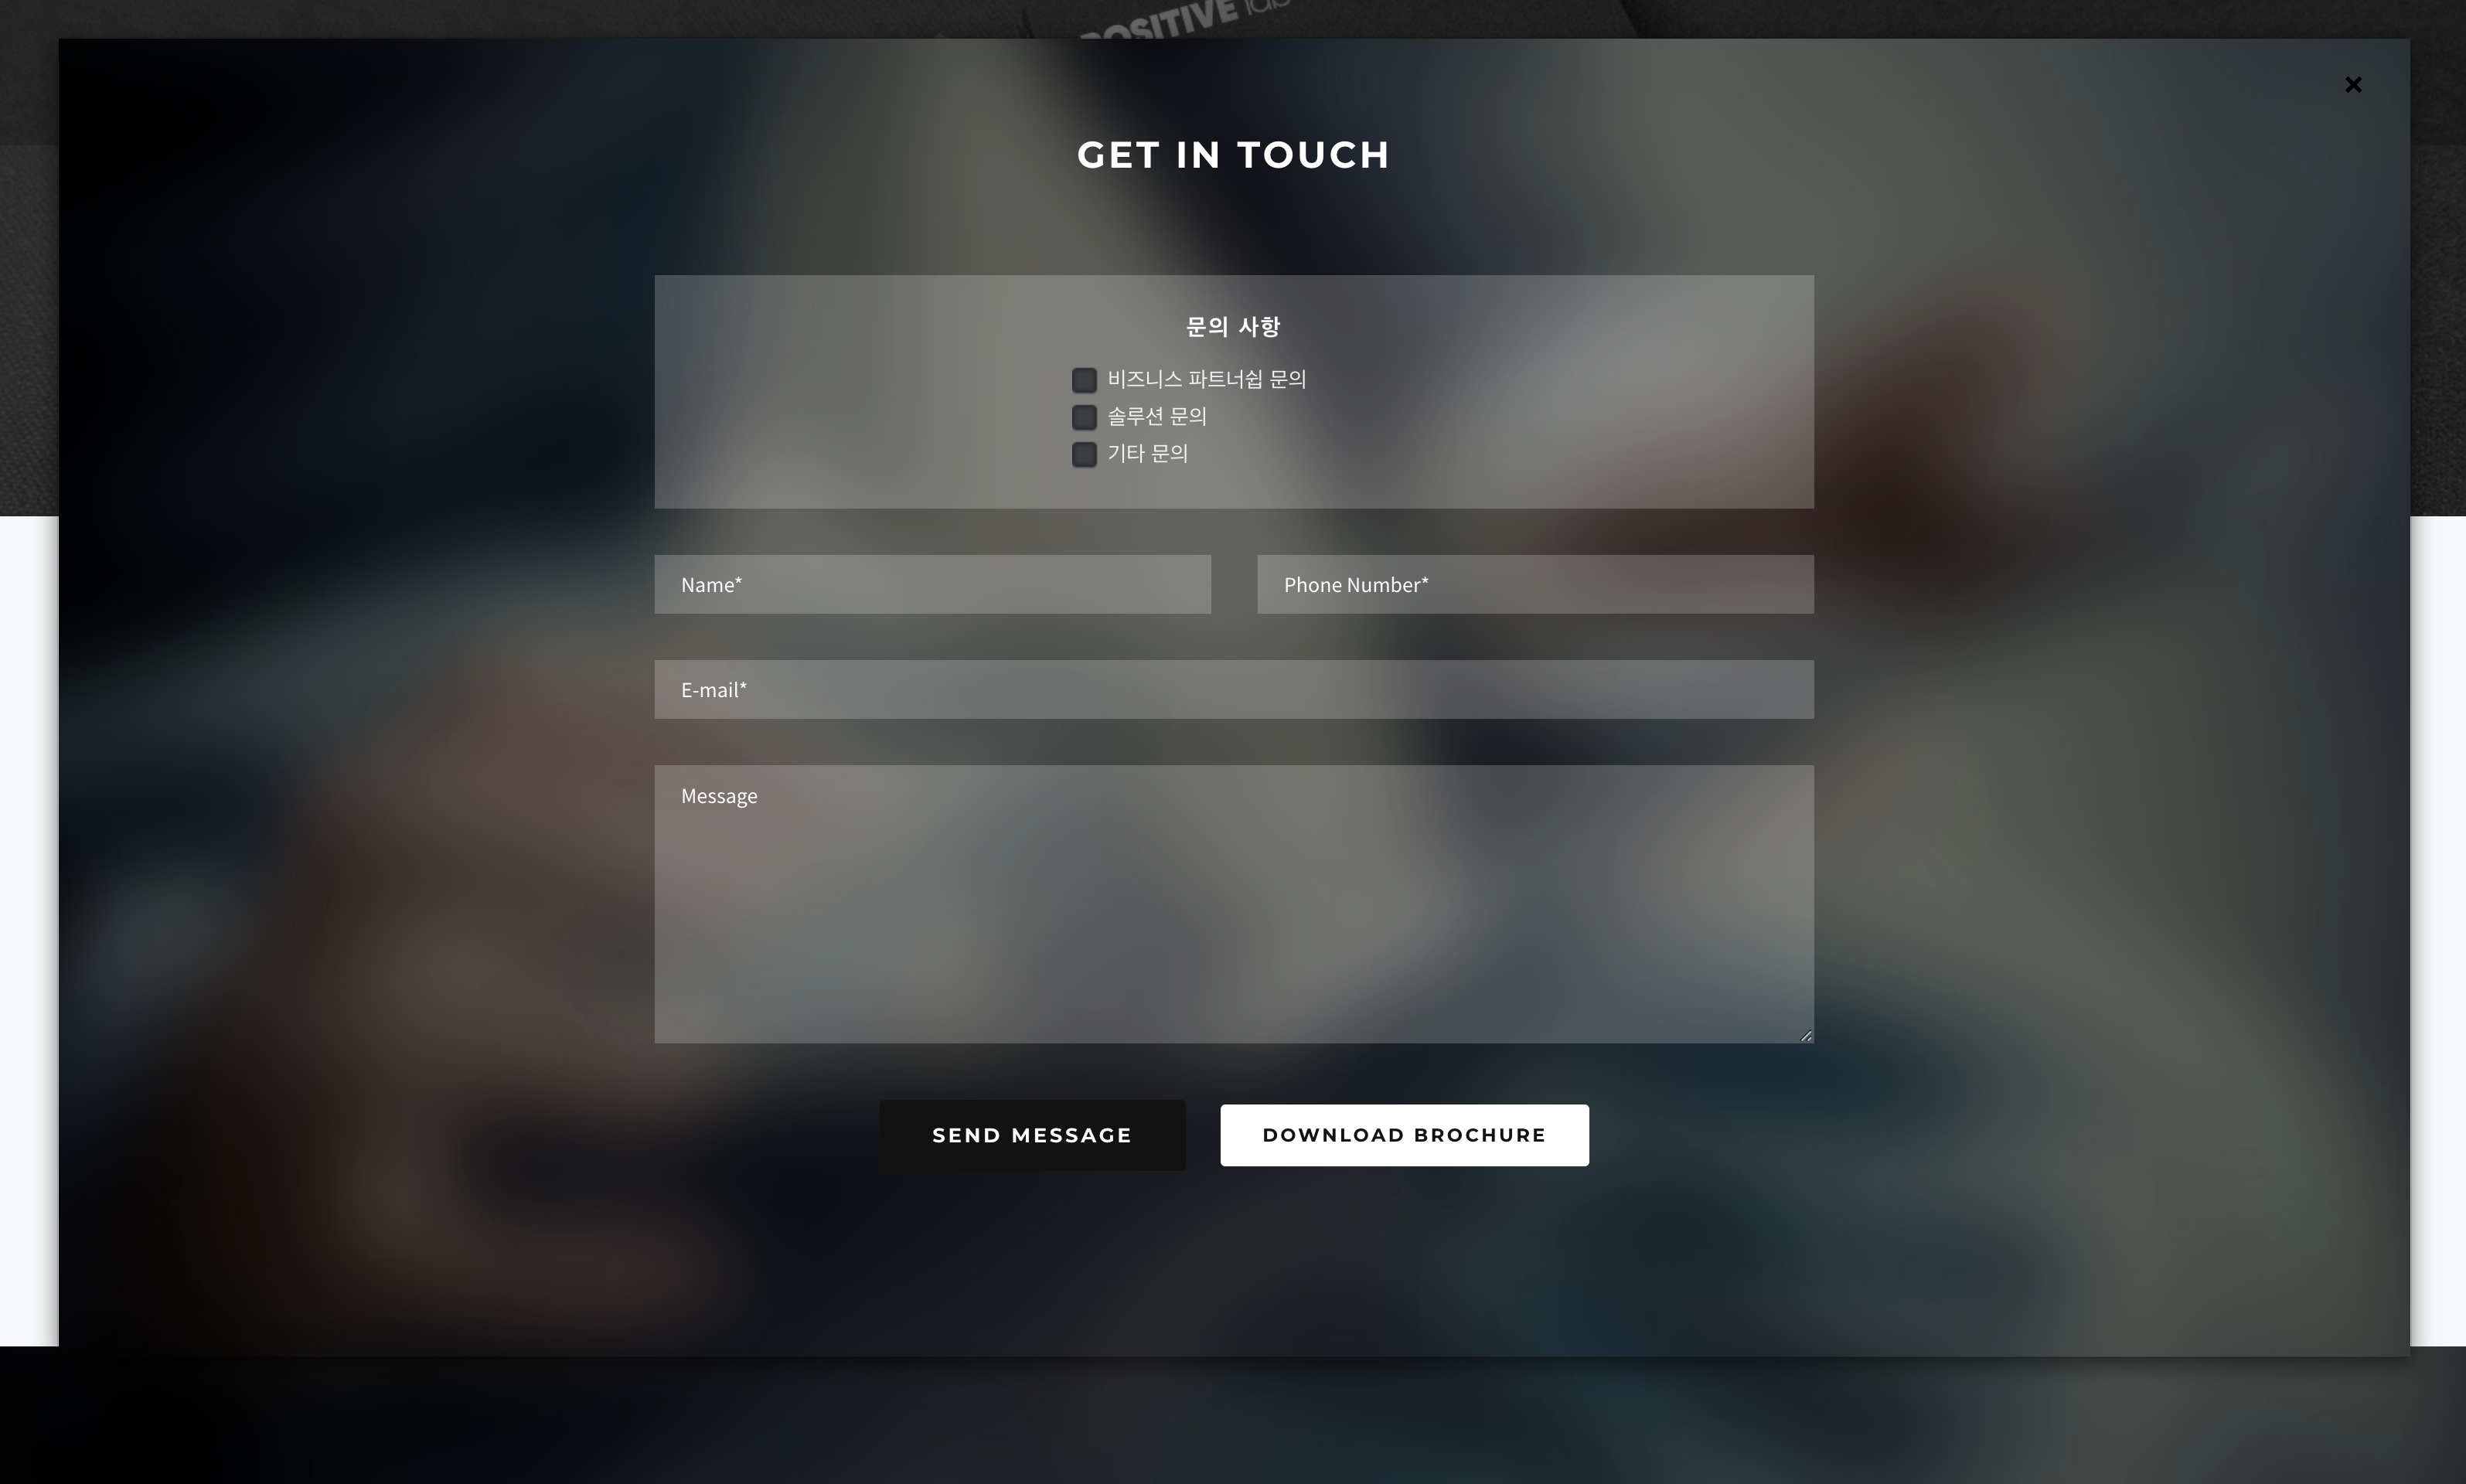 POSITIVE lab
×
GET IN TOUCH
문의 사항
비즈니스 파트너쉽 문의
솔루션 문의
기타 문의
Name*
Phone Number*
E-mail*
Message
SEND MESSAGE
DOWNLOAD BROCHURE